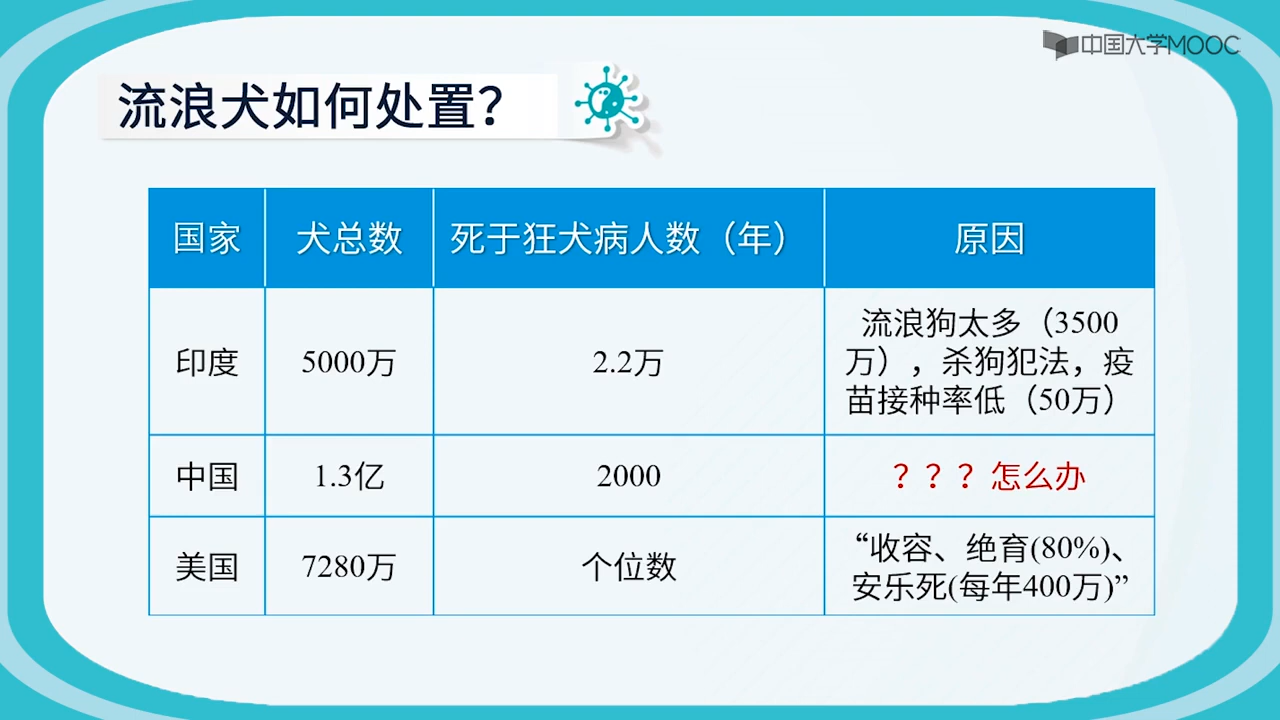 中国大学MOOC
流浪犬如何处置？
国家 犬总数 死于狂犬病人数（年） 原因
印度 5000万 2.2万 流浪狗太多（3500
万），杀狗犯法，疫
苗接种率低（50万）
中国 1.3亿 2000 ？？？怎么办
美国 7280万 个位数 “收容、绝育(80%)、
安乐死(每年400万)”